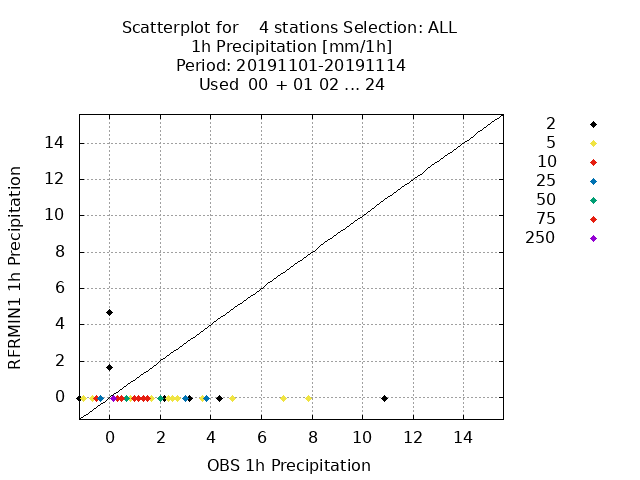 Scatterplot for 4 stations Selection: ALL
1h Precipitation [mm/1h]
Period: 20191101-20191114
Used 00 + 01 02 ... 24
RFRMIN1 1h Precipitation
14
12
10
8
6
4
2
0
0 2 4 6 8 10 12 14
OBS 1h Precipitation
2
5
10
25
50
75
250